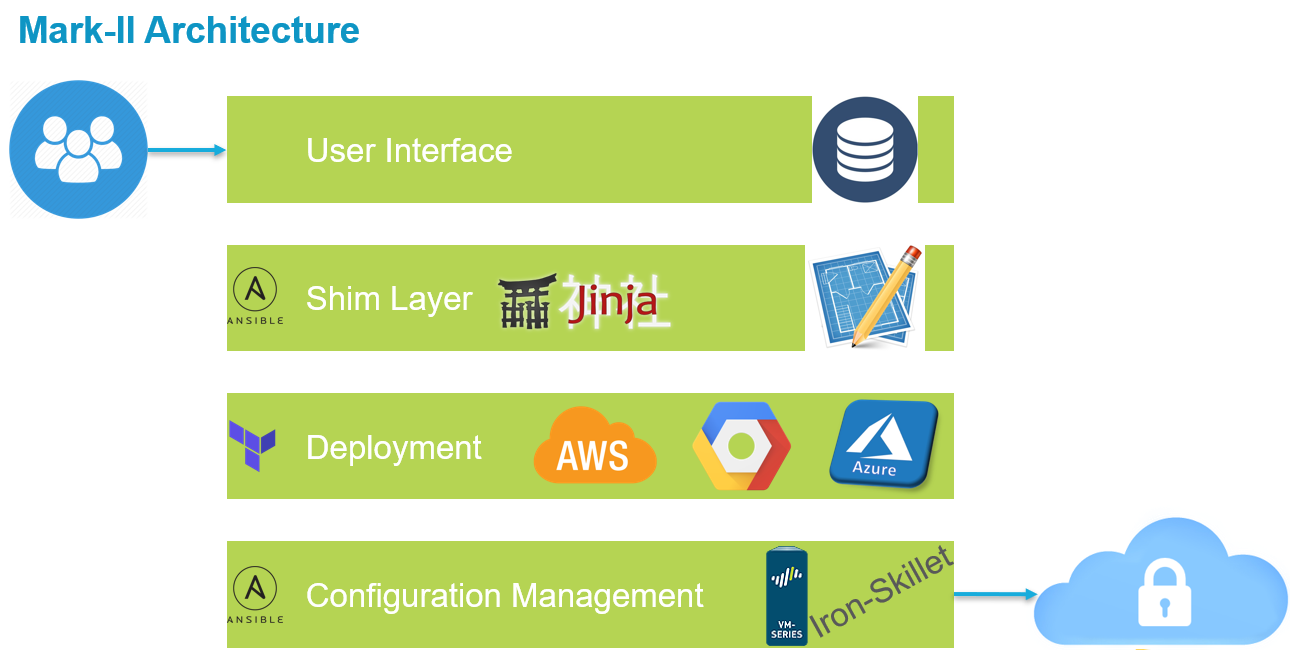 Mark-II Architecture
User Interface
ANSIBLE
Shim Layer
神社
Jinja
Deployment
AWS
Azure
ANSIBLE
Configuration Management
VM-
SERIES
Iron-Skillet